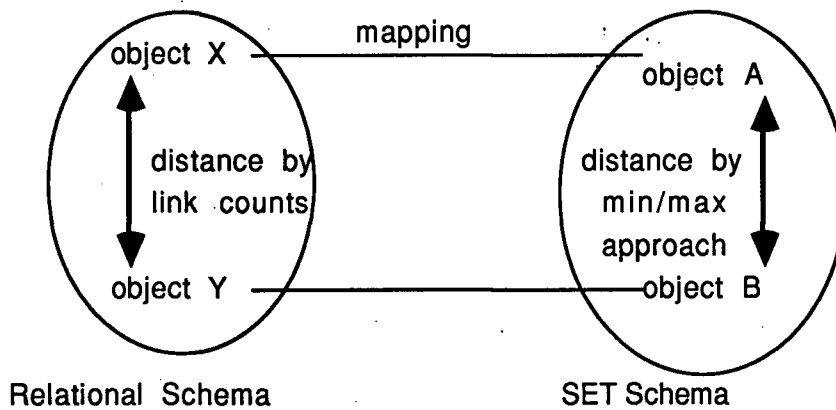 mapping
object X
object A
distance by
link counts
distance by
min/max
approach
object Y
object B
Relational Schema
SET Schema